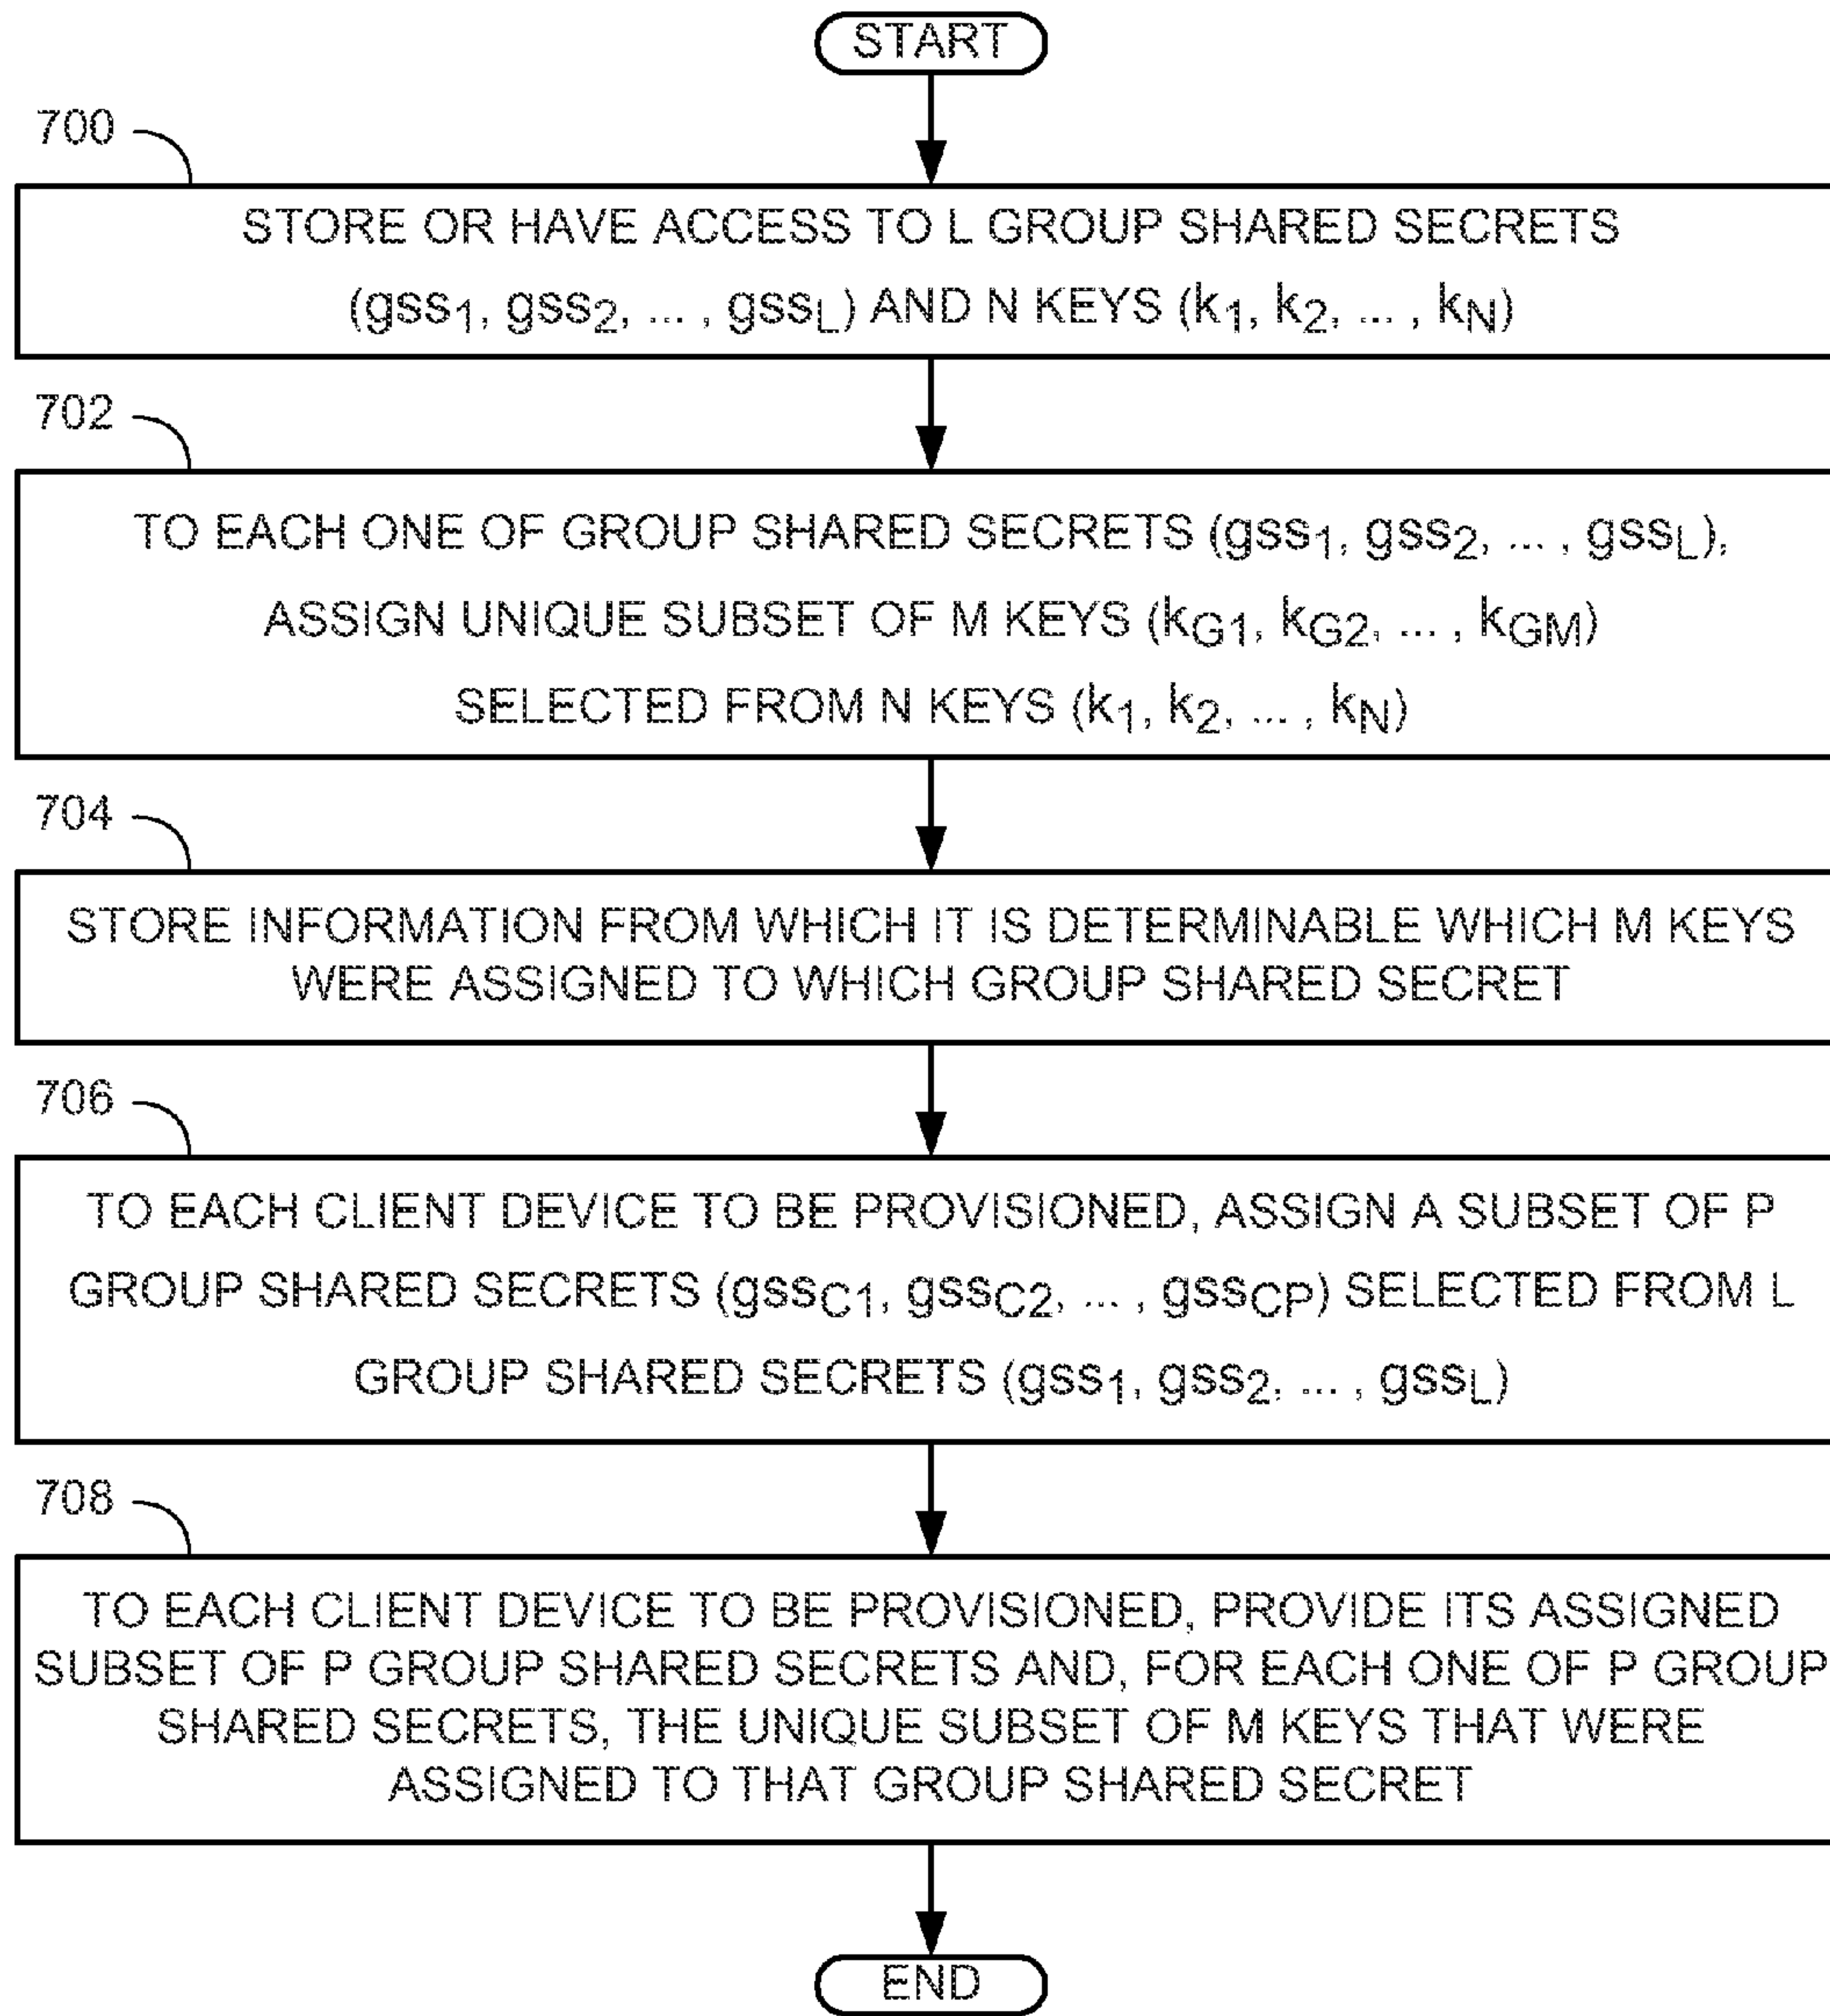 START
700
STORE OR HAVE ACCESS TO L GROUP SHARED SECRETS
(gss1, gss2, ... , gssL) AND N KEYS (k1, k2, ... , kN)
702
TO EACH ONE OF GROUP SHARED SECRETS (gss1, gss2, ... , gssL),
ASSIGN UNIQUE SUBSET OF M KEYS (kG1, kG2, ... , kGM)
SELECTED FROM N KEYS (k1, k2, ... , kN)
704
STORE INFORMATION FROM WHICH IT IS DETERMINABLE WHICH M KEYS
WERE ASSIGNED TO WHICH GROUP SHARED SECRET
706
TO EACH CLIENT DEVICE TO BE PROVISIONED, ASSIGN A SUBSET OF P
GROUP SHARED SECRETS (gssC1, gssC2, ... , gssCP) SELECTED FROM L
GROUP SHARED SECRETS (gss1, gss2, ... , gssL)
708
TO EACH CLIENT DEVICE TO BE PROVISIONED, PROVIDE ITS ASSIGNED
SUBSET OF P GROUP SHARED SECRETS AND, FOR EACH ONE OF P GROUP
SHARED SECRETS, THE UNIQUE SUBSET OF M KEYS THAT WERE
ASSIGNED TO THAT GROUP SHARED SECRET
END